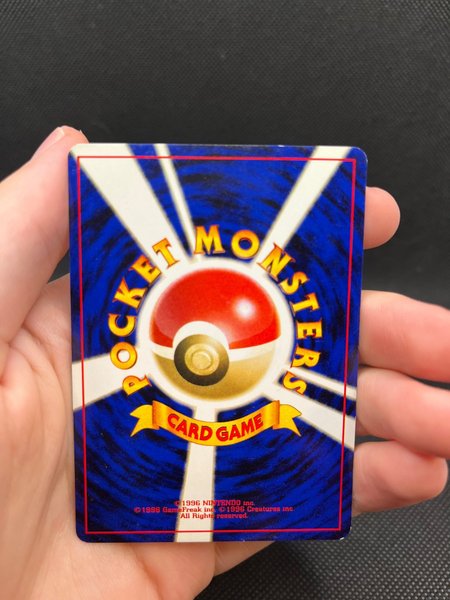 POCKET MONSTERS
CARD GAME
©1996 NINTENDO inc.
©1996 GameFreak inc. ©1996 Creatures inc.
All Rights reserved.